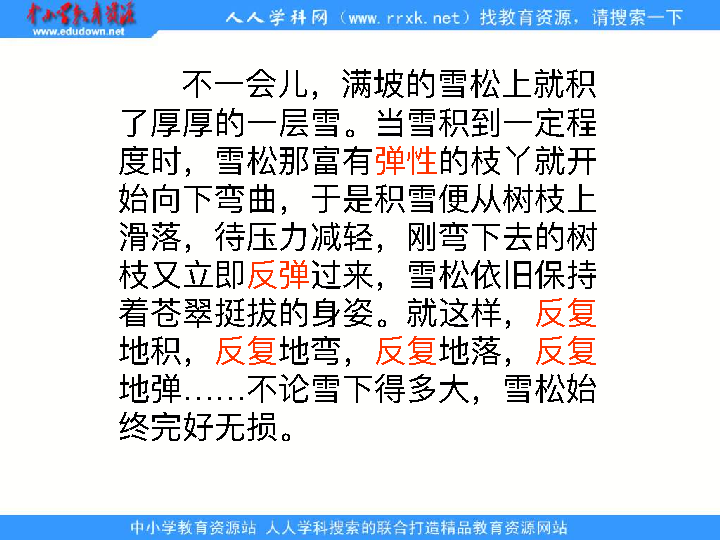 中小学教育资源
www.edudown.net
人人学科网（www.rrxk.net）找教育资源，请搜索一下
不一会儿，满坡的雪松上就积
了厚厚的一层雪。当雪积到一定程
度时，雪松那富有弹性的枝丫就开
始向下弯曲，于是积雪便从树枝上
滑落，待压力减轻，刚弯下去的树
枝又立即反弹过来，雪松依旧保持
着苍翠挺拔的身姿。就这样，反复
地积，反复地弯，反复地落，反复
地弹……不论雪下得多大，雪松始
终完好无损。
中小学教育资源站 人人学科搜索的联合打造精品教育资源网站